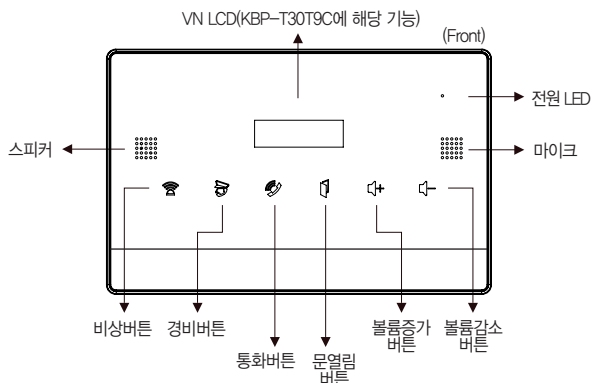 VN LCD(KBP-T30T9C에 해당 기능)
(Front)
전원 LED
스피커
마이크
비상버튼
경비버튼
통화버튼
문열림
버튼
볼륨증가
버튼
볼륨감소
버튼